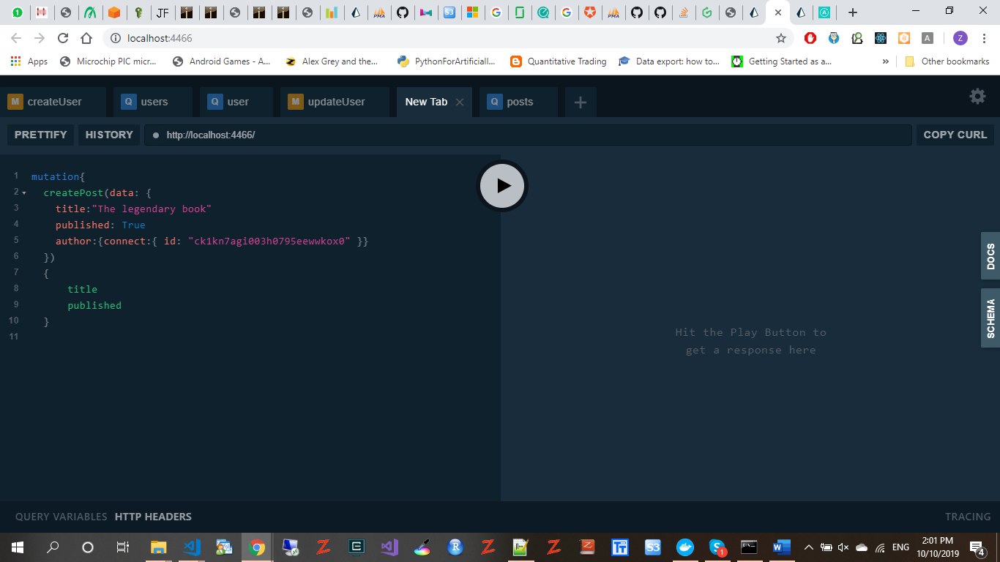 1 JF PMA S3 G G PMA G A
localhost:4466
Z
Apps Microchip PIC micr... Android Games - A... Alex Grey and the... PythonForArtificiall... Quantitative Trading Data export: how to... Getting Started as a... » Other bookmarks
M createUser Q users Q user M updateUser New Tab Q posts
PRETTIFY HISTORY http://localhost:4466/ COPY CURL
1 mutation{
2 createPost(data: {
3 title:"The legendary book"
4 published: True
5 author:{connect:{ id: "ck1kn7agi003h0795eewwkox0" }}
6 })
7 {
8 title
9 published
10 }
11
Hit the Play Button to
get a response here
DOCS
SCHEMA
QUERY VARIABLES HTTP HEADERS TRACING
ENG
2:01 PM
10/10/2019
4